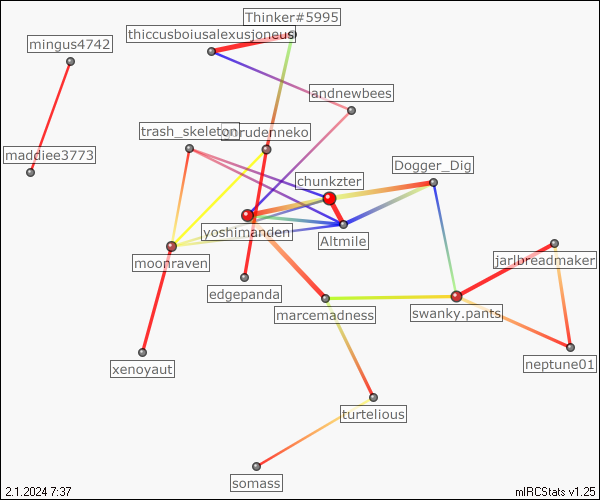 Thinker#5995
thiccusboiusalexusjoneus
mingus4742
andnewbees
trash_skeleton
maddiee3773
Dogger_Dig
chunkzter
yoshimanden
Altmile
moonraven
jarlbreadmaker
edgepanda
marcemadness
swanky.pants
xenoyaut
neptune01
turtelious
somass
2.1.2024 7:37
mIRCStats v1.25